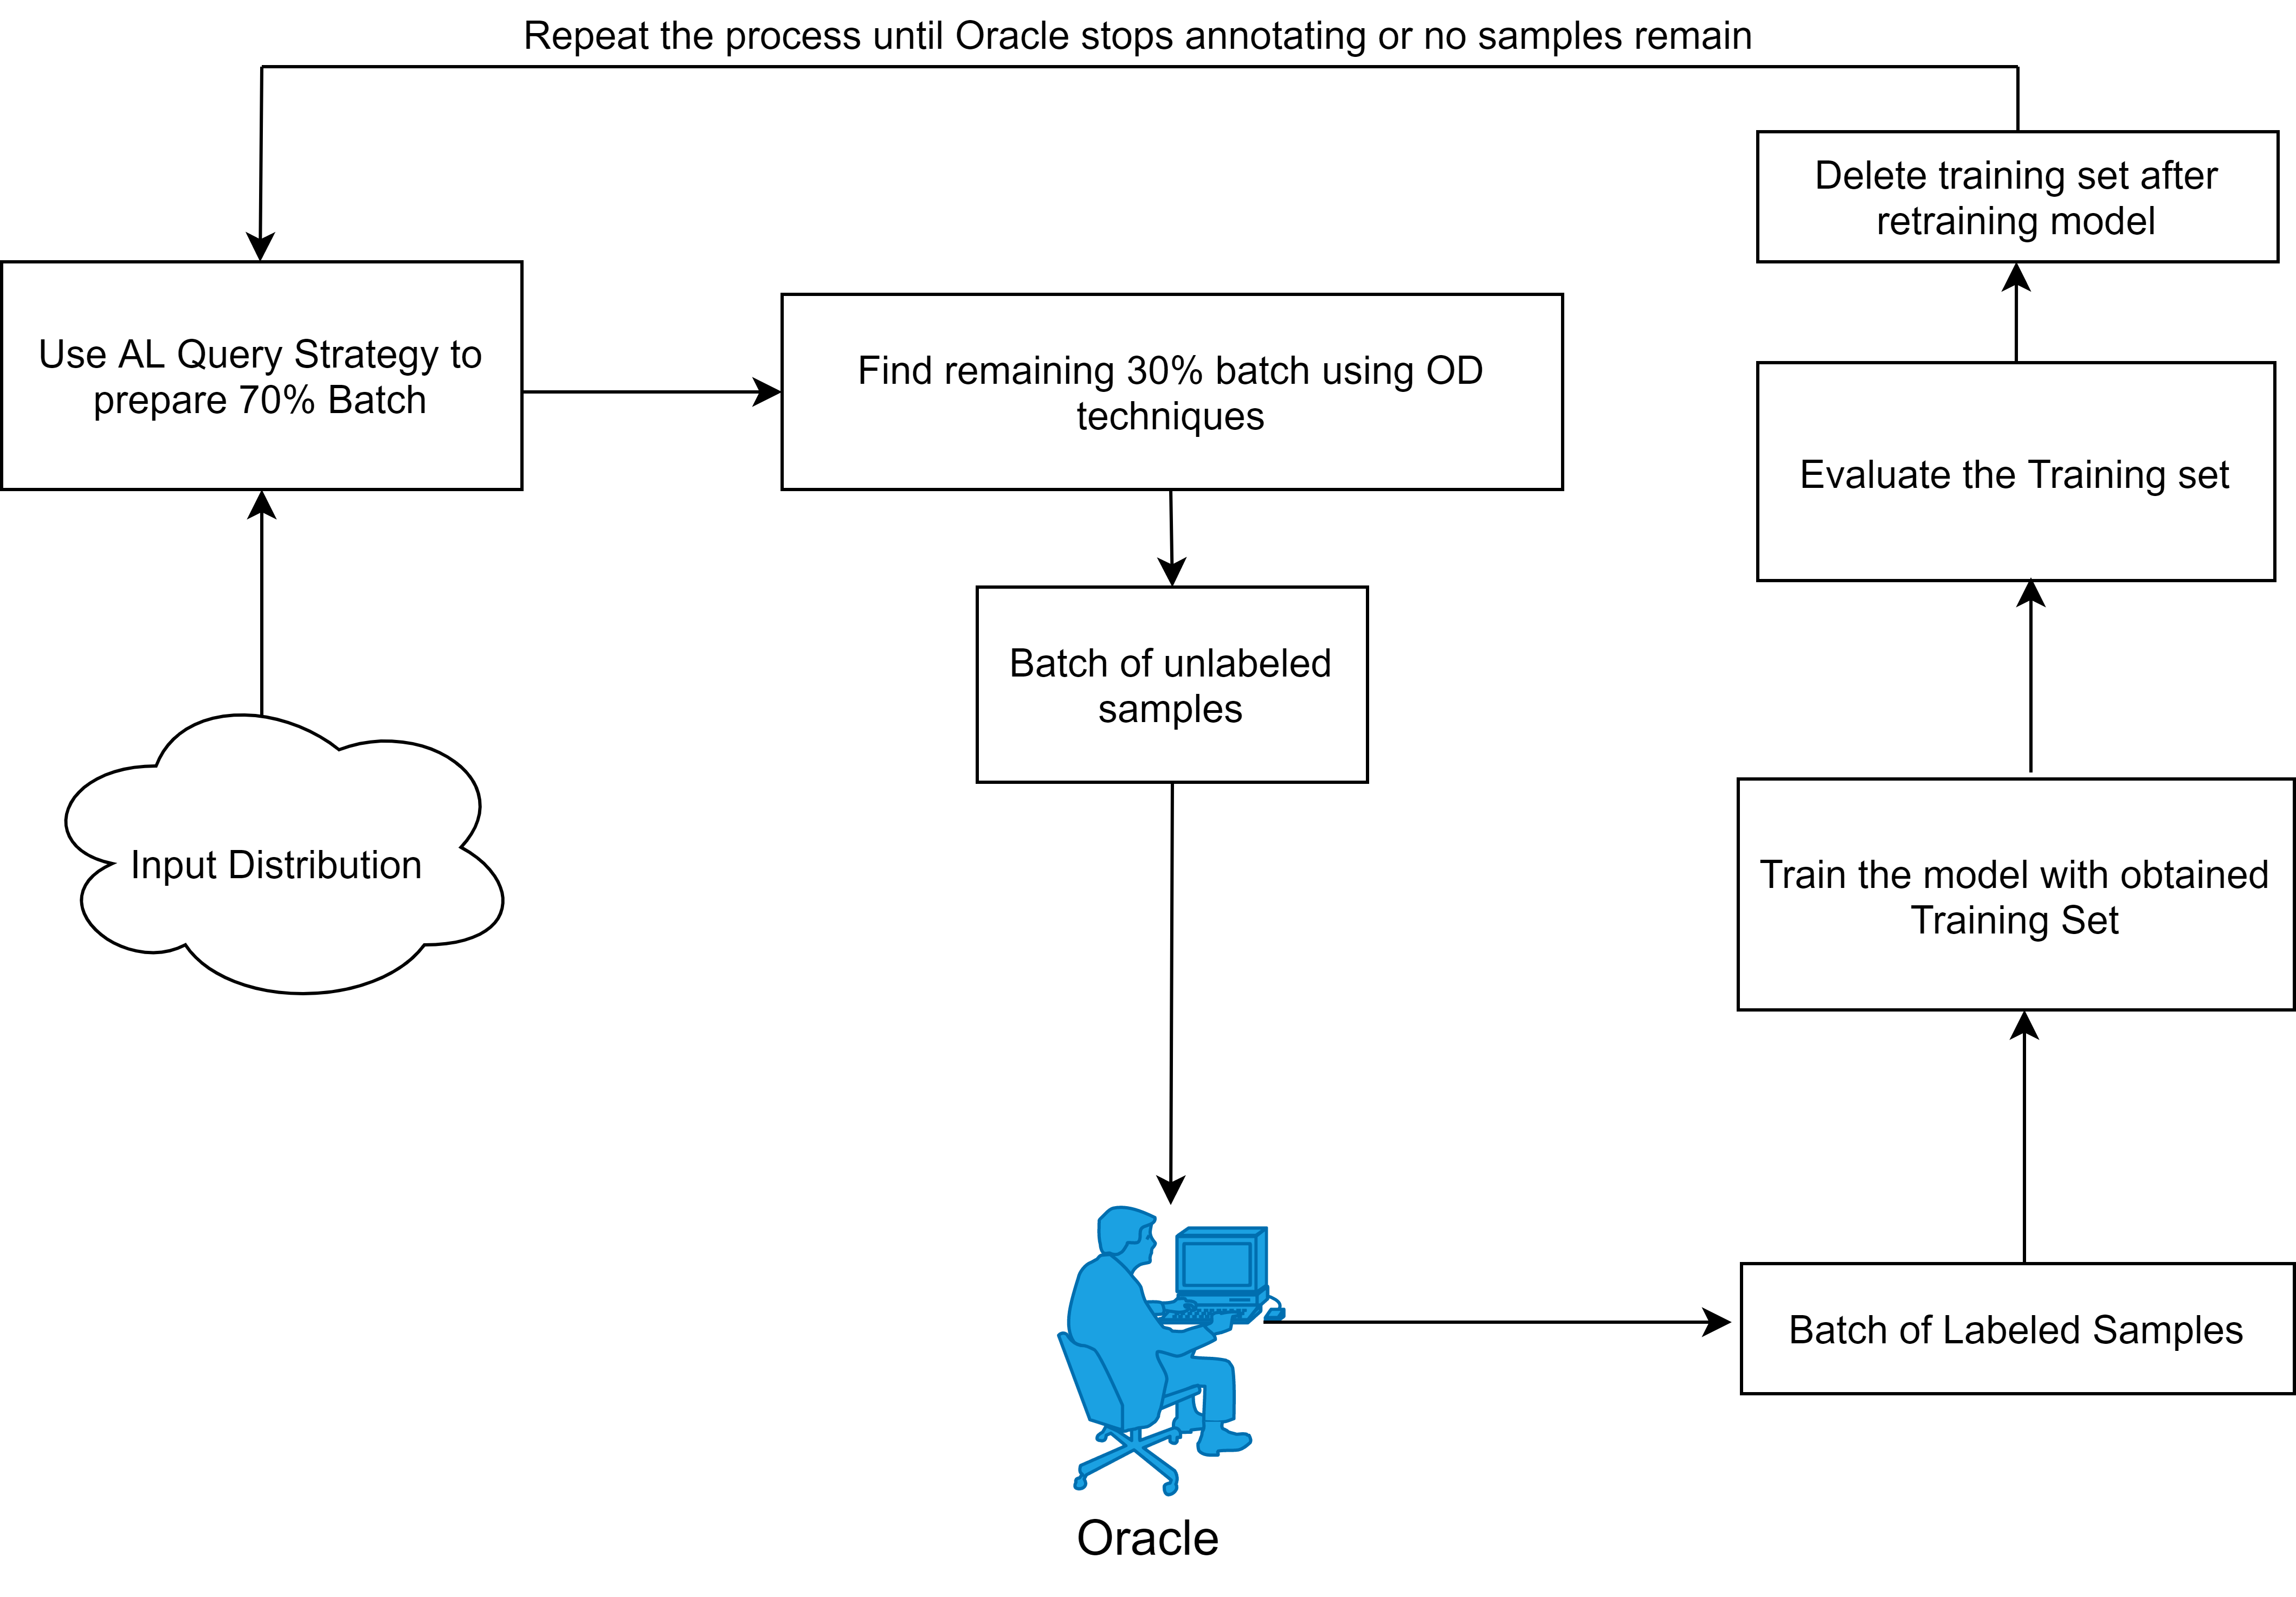 Repeat the process until Oracle stops annotating or no samples remain
Delete training set after
retraining model
Use AL Query Strategy to
prepare 70% Batch
Find remaining 30% batch using OD
techniques
Evaluate the Training set
Batch of unlabeled
samples
Input Distribution
Train the model with obtained
Training Set
Batch of Labeled Samples
Oracle